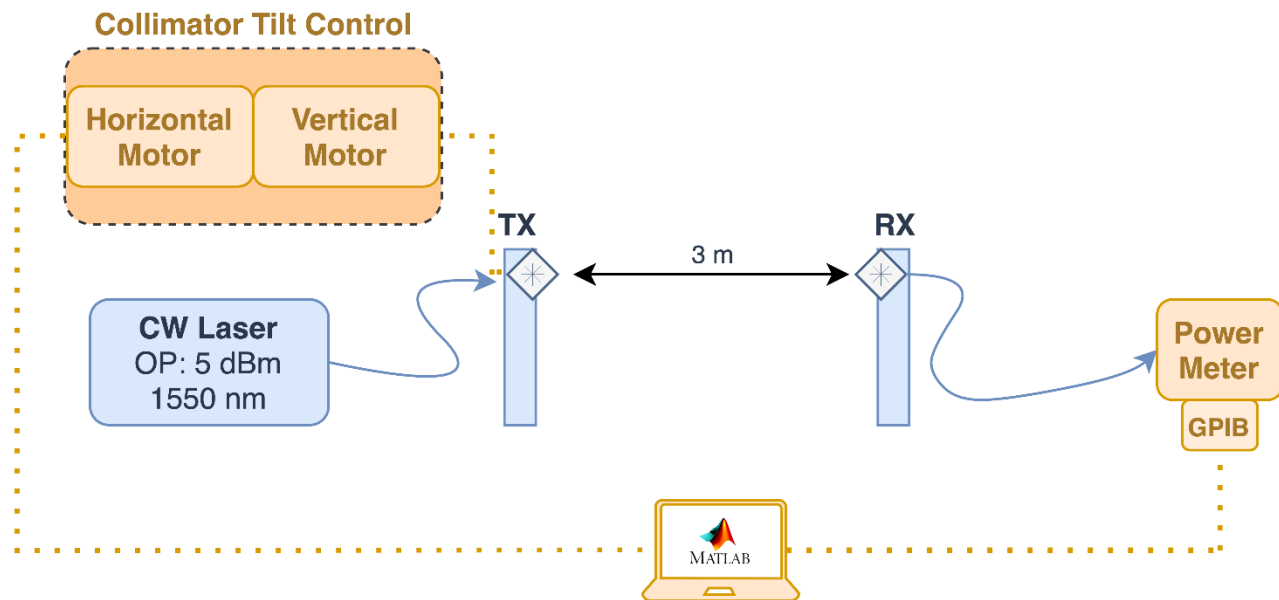 Collimator Tilt Control
Horizontal
Motor
Vertical
Motor
TX
RX
3 m
CW Laser
OP: 5 dBm
1550 nm
Power
Meter
GPIB
MATLAB